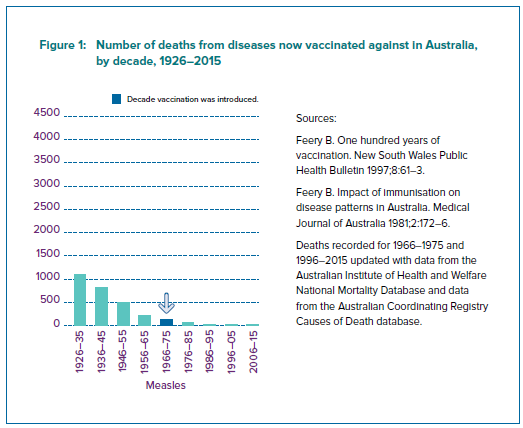 Figure 1: Number of deaths from diseases now vaccinated against in Australia,
by decade, 1926–2015
Decade vaccination was introduced.
4500
4000
3500
3000
2500
2000
1500
1000
500
0
1926–35
1936–45
1946–55
1956–65
1966–75
1976–85
1986–95
1996–05
2006–15
Measles
Sources:
Feery B. One hundred years of
vaccination. New South Wales Public
Health Bulletin 1997;8:61–3.
Feery B. Impact of immunisation on
disease patterns in Australia. Medical
Journal of Australia 1981;2:172–6.
Deaths recorded for 1966–1975 and
1996–2015 updated with data from the
Australian Institute of Health and Welfare
National Mortality Database and data
from the Australian Coordinating Registry
Causes of Death database.